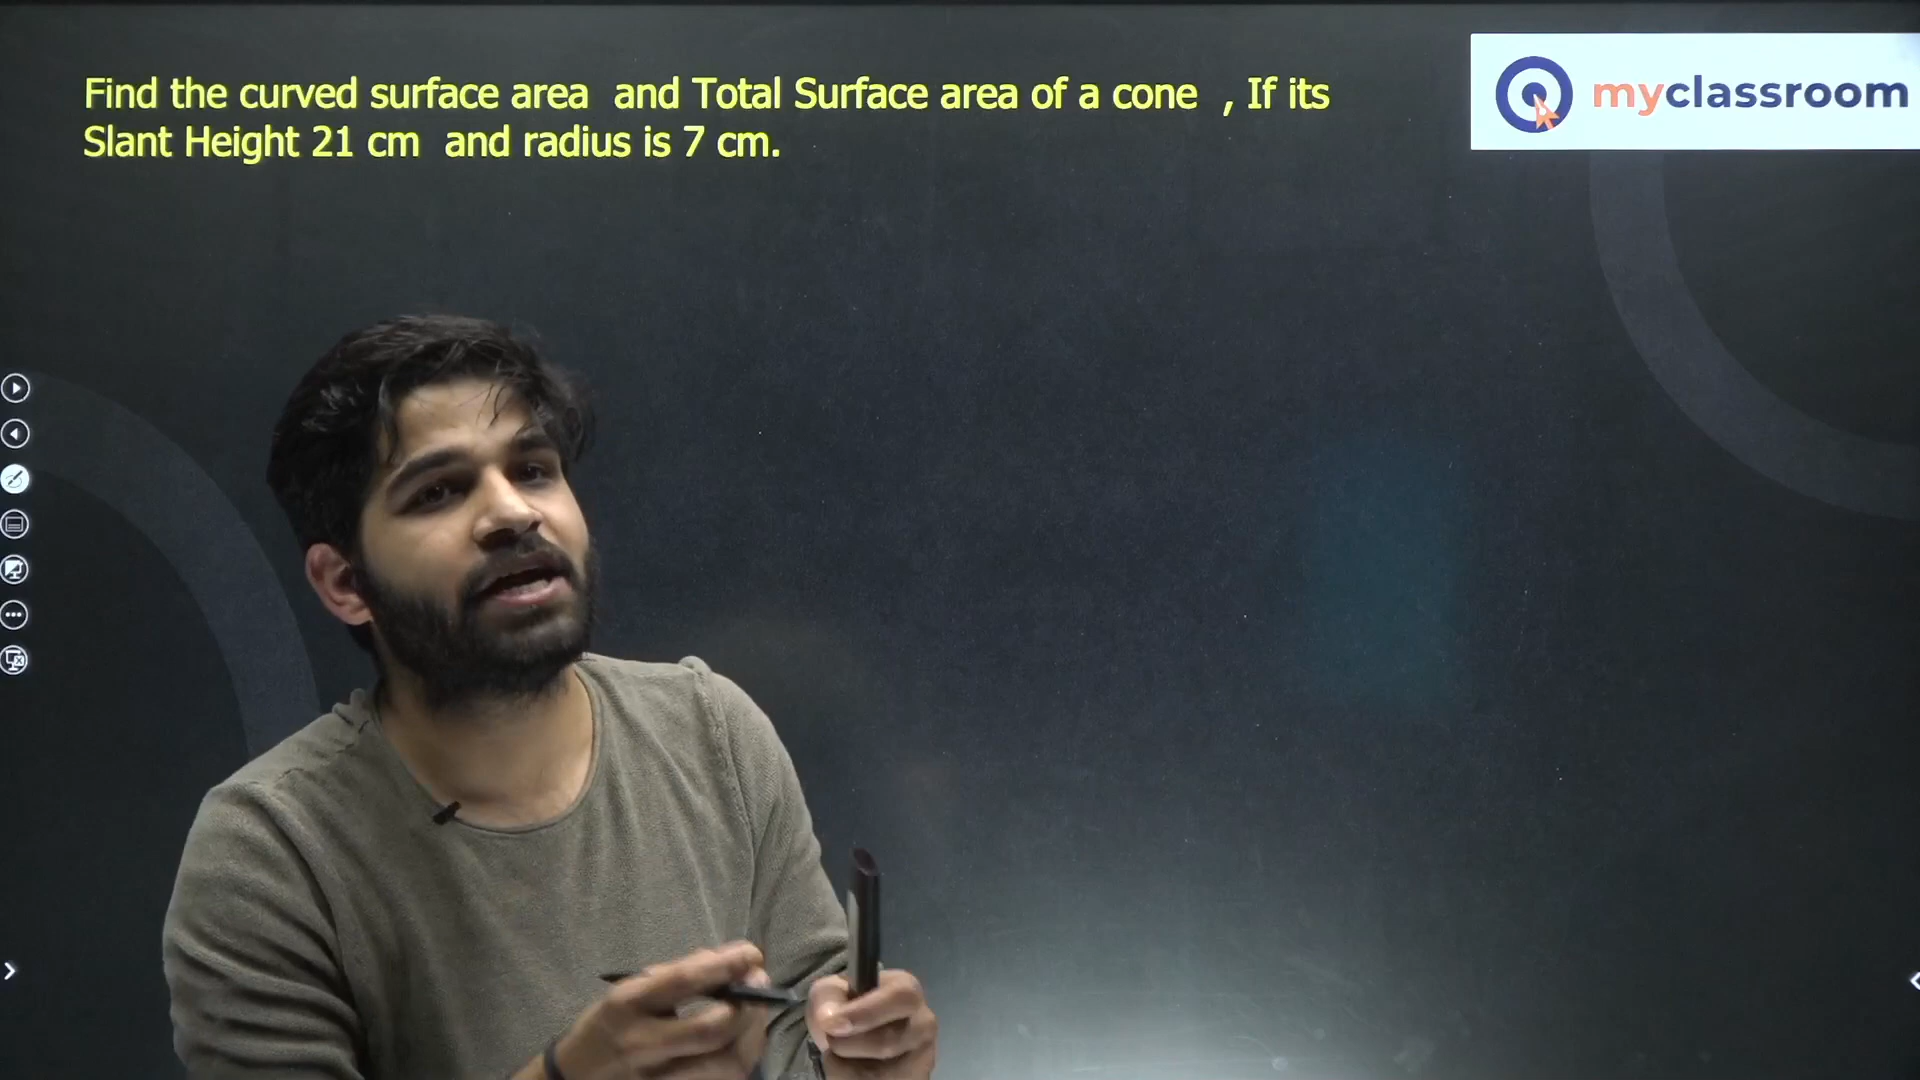 Find the curved surface area and Total Surface area of a cone , If its
Slant Height 21 cm and radius is 7 cm.
myclassroom